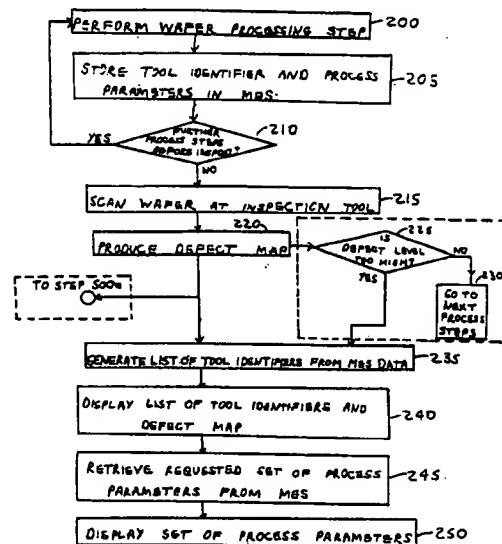 PERFORM WAFER PROCESSING STEP
200
STORE TOOL IDENTIFIER AND PROCESS
PARAMETERS IN MES.
205
FURTHER
PROCESS STEPS
BEFORE INSPECT?
210
YES
NO
SCAN WAFER AT INSPECTION TOOL
215
220
PRODUCE DEFECT MAP
225
IS
DEFECT LEVEL
TOO HIGH?
NO
YES
230
GO TO
NEXT
PROCESS
STEPS
TO STEP 500a
GENERATE LIST OF TOOL IDENTIFIERS FROM MES DATA
235
DISPLAY LIST OF TOOL IDENTIFIERS AND
DEFECT MAP
240
RETRIEVE REQUESTED SET OF PROCESS
PARAMETERS FROM MES
245
DISPLAY SET OF PROCESS PARAMETERS
250